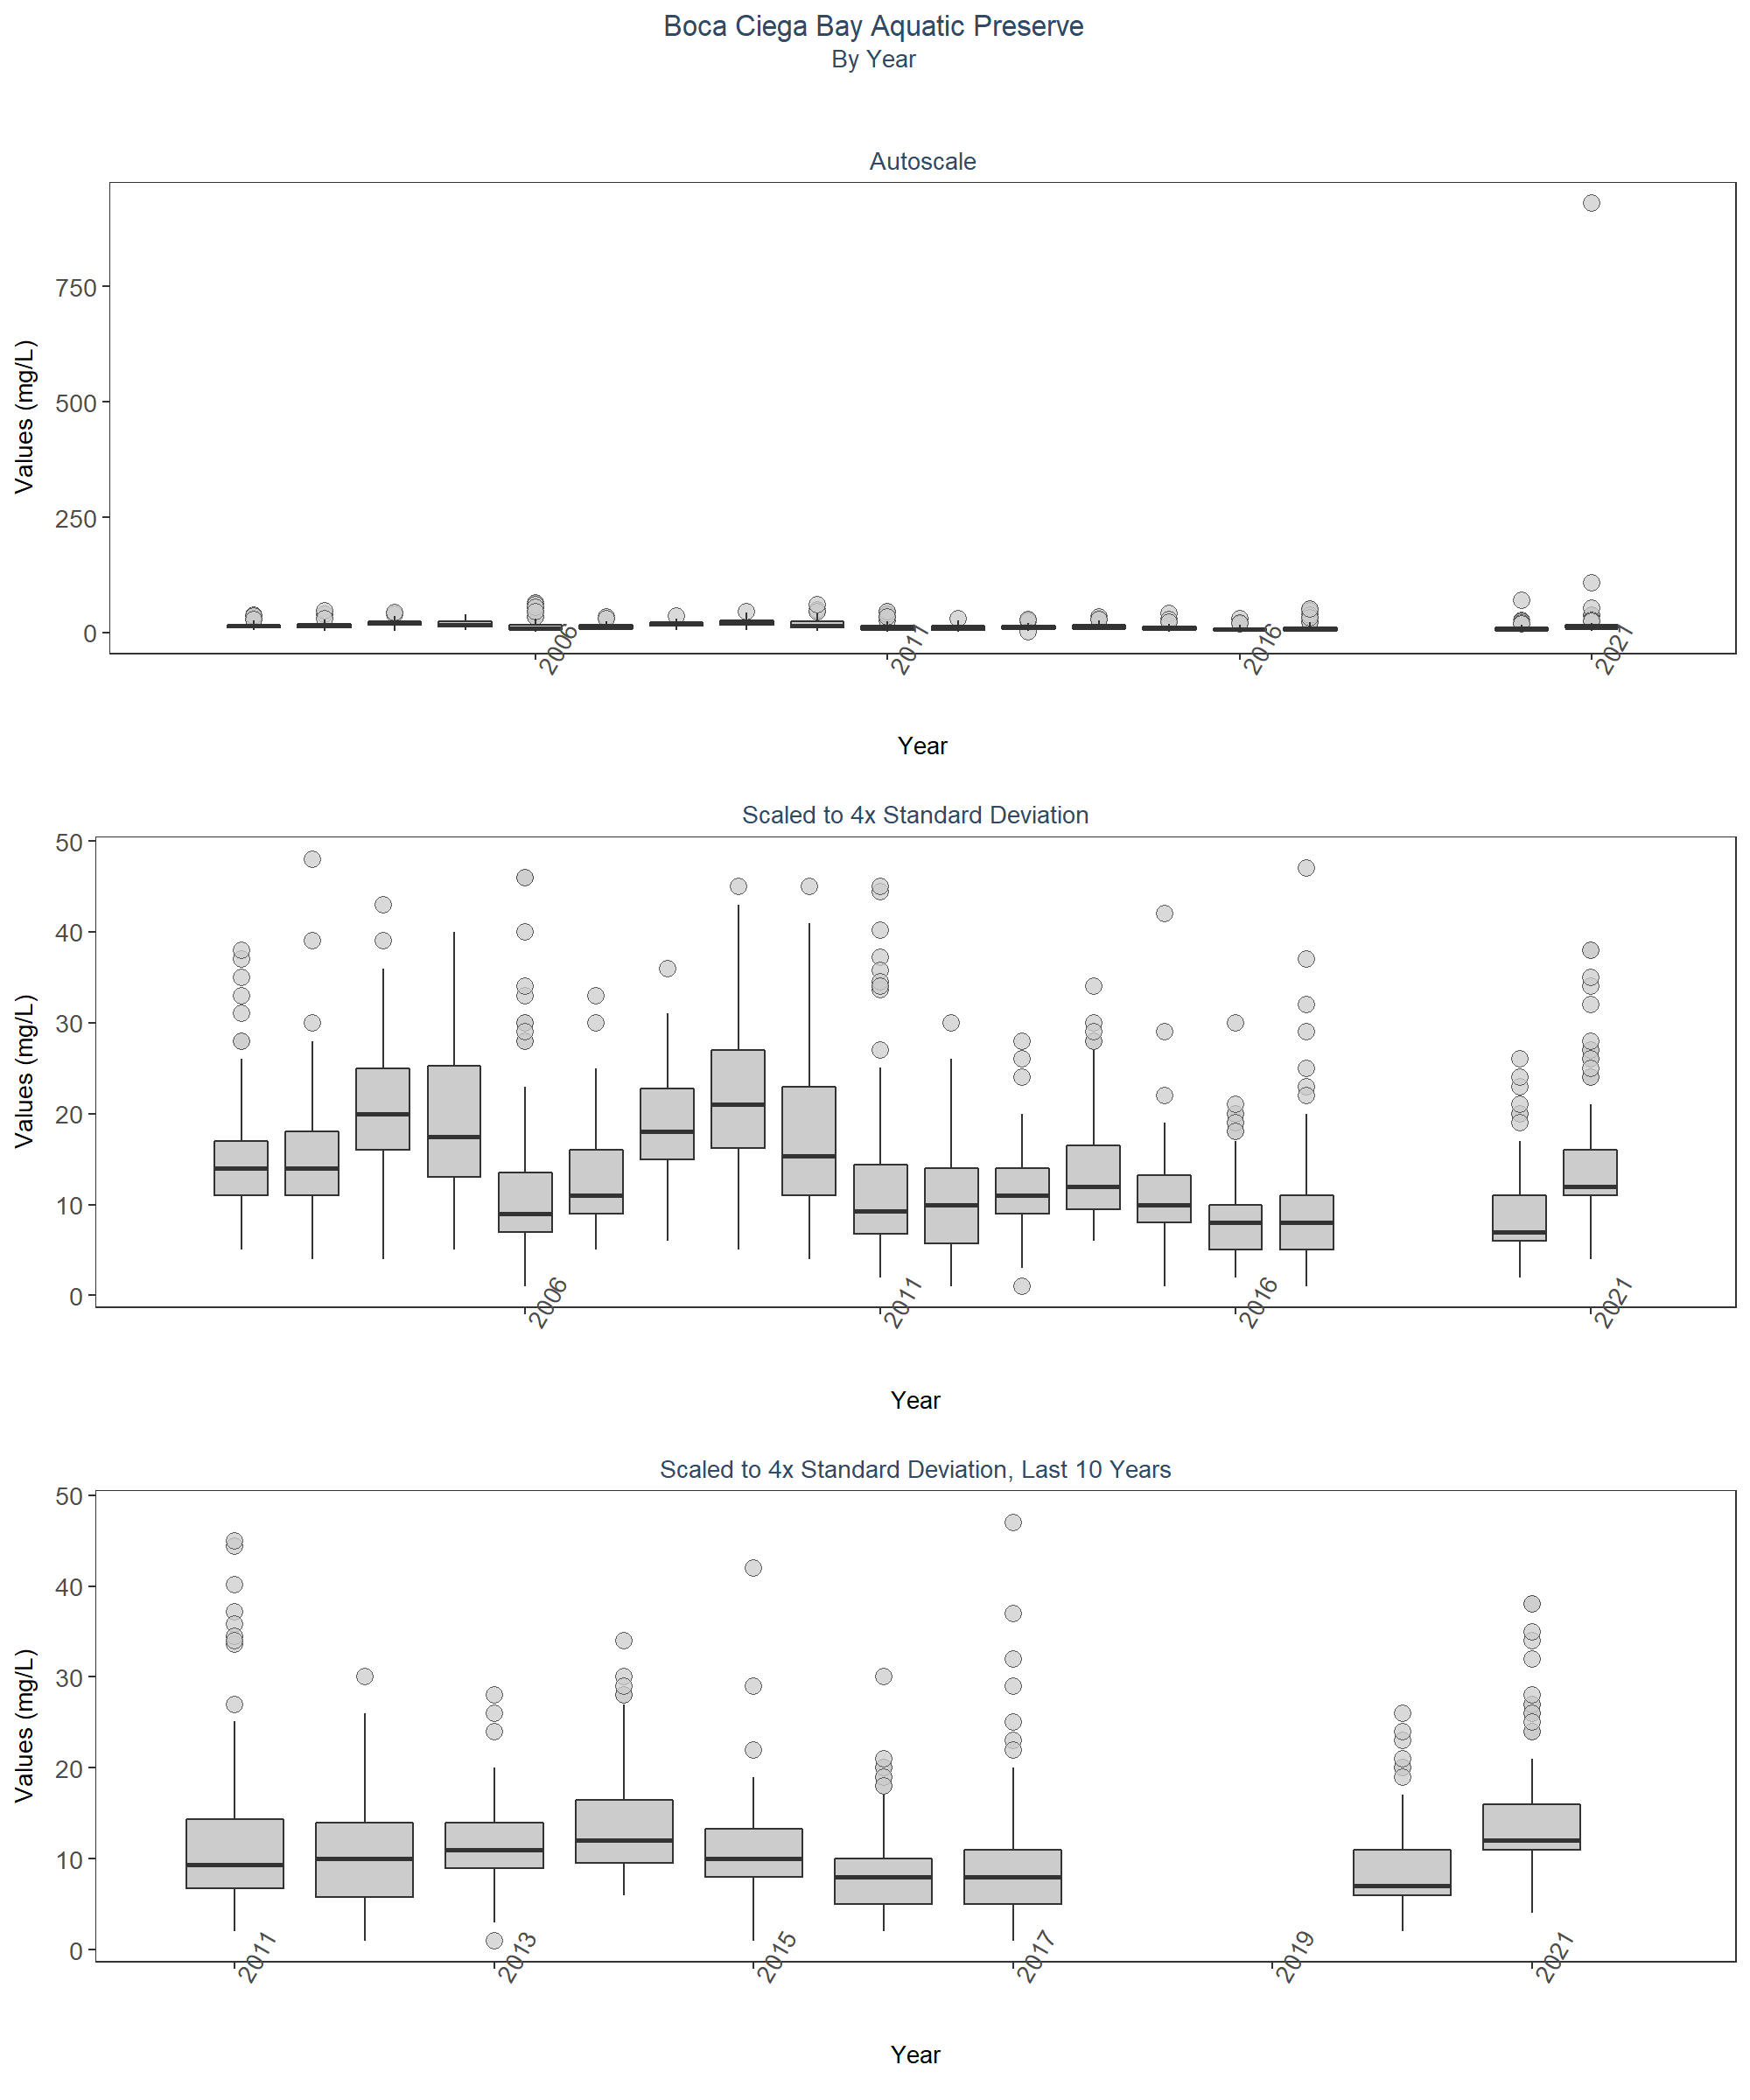 Boca Ciega Bay Aquatic Preserve
By Year
Autoscale
Values (mg/L)
750
500
250
0
2006
2011
2016
2021
Year
Scaled to 4x Standard Deviation
Values (mg/L)
50
40
30
20
10
0
2006
2011
2016
2021
Year
Scaled to 4x Standard Deviation, Last 10 Years
Values (mg/L)
50
40
30
20
10
0
2011
2013
2015
2017
2019
2021
Year